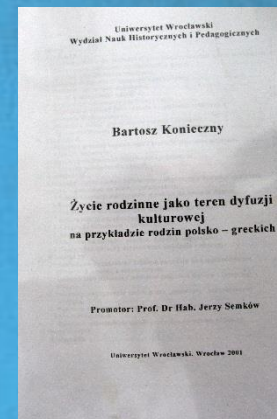 Uniwersytet Wrocławski
Wydział Nauk Historycznych i Pedagogicznych
Bartosz Konieczny
Życie rodzinne jako teren dyfuzji
kulturowej
na przykładzie rodzin polsko – greckich
Promotor: Prof. Dr Hab. Jerzy Semków
Uniwersytet Wrocławski. Wrocław 2001